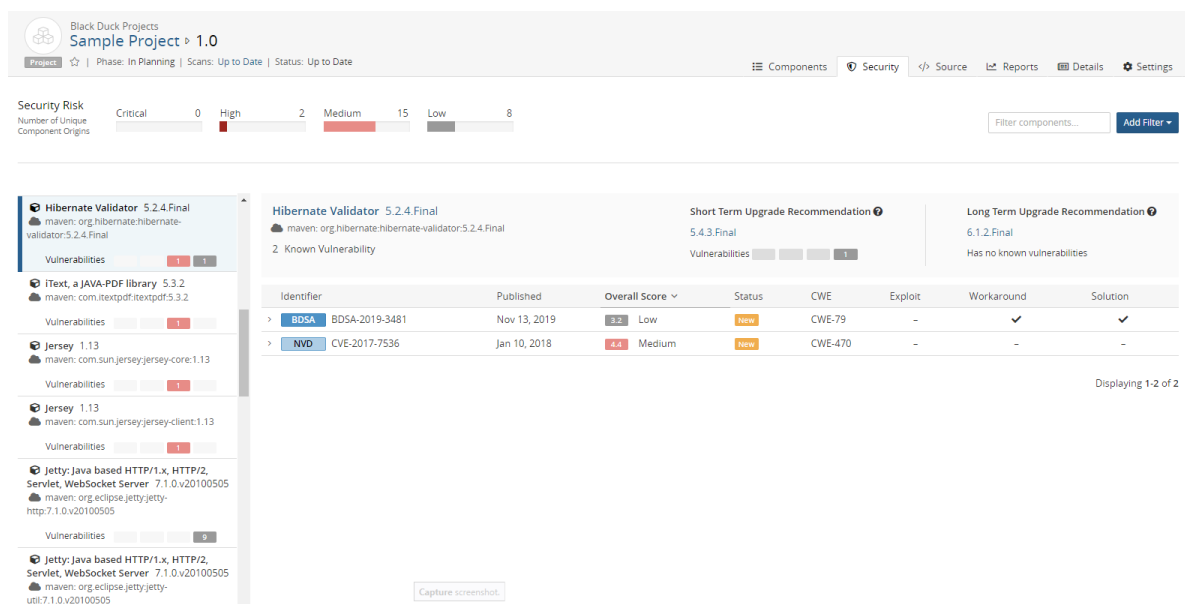 Black Duck Projects
Sample Project 1.0
Project | Phase: In Planning | Scans: Up to Date | Status: Up to Date
Components Security Source Reports Details Settings
Security Risk
Number of Unique
Component Origins
Critical 0 High 2 Medium 15 Low 8
Filter components... Add Filter
Hibernate Validator 5.2.4.Final
maven: org.hibernate:hibernate-
validator:5.2.4.Final
Vulnerabilities 1 1
iText, a JAVA-PDF library 5.3.2
maven: com.itextpdf:itextpdf:5.3.2
Vulnerabilities 1
Jersey 1.13
maven: com.sun.jersey:jersey-core:1.13
Vulnerabilities 1
Jersey 1.13
maven: com.sun.jersey:jersey-client:1.13
Vulnerabilities 1
Jetty: Java based HTTP/1.x, HTTP/2,
Servlet, WebSocket Server 7.1.0.v20100505
maven: org.eclipse.jetty:jetty-
http:7.1.0.v20100505
Vulnerabilities 9
Jetty: Java based HTTP/1.x, HTTP/2,
Servlet, WebSocket Server 7.1.0.v20100505
maven: org.eclipse.jetty:jetty-
util:7.1.0.v20100505
Hibernate Validator 5.2.4.Final
maven: org.hibernate:hibernate-validator:5.2.4.Final
2 Known Vulnerability
Short Term Upgrade Recommendation
5.4.3.Final
Vulnerabilities 1
Long Term Upgrade Recommendation
6.1.2.Final
Has no known vulnerabilities
Identifier Published Overall Score Status CWE Exploit Workaround Solution
BDSA BDSA-2019-3481 Nov 13, 2019 3.2 Low New CWE-79 –
NVD CVE-2017-7536 Jan 10, 2018 4.4 Medium New CWE-470 – – –
Displaying 1-2 of 2
Capture screenshot.